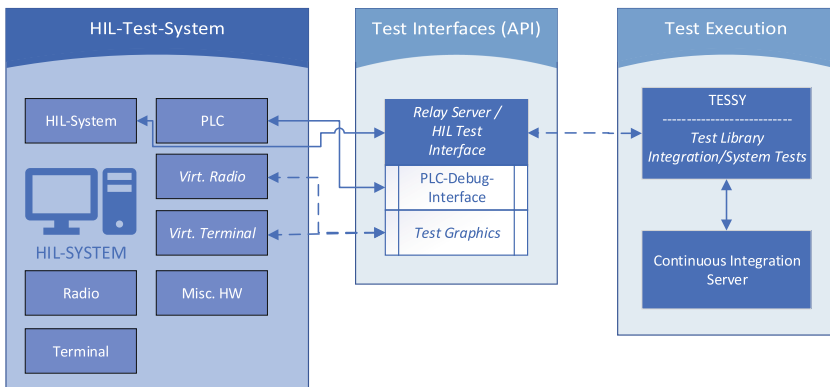 HIL-Test-System
HIL-System
PLC
Virt. Radio
Virt. Terminal
HIL-SYSTEM
Radio
Misc. HW
Terminal
Test Interfaces (API)
Relay Server /
HIL Test
Interface
PLC-Debug-
Interface
Test Graphics
Test Execution
TESSY
----------------------------
Test Library
Integration/System Tests
Continuous Integration
Server